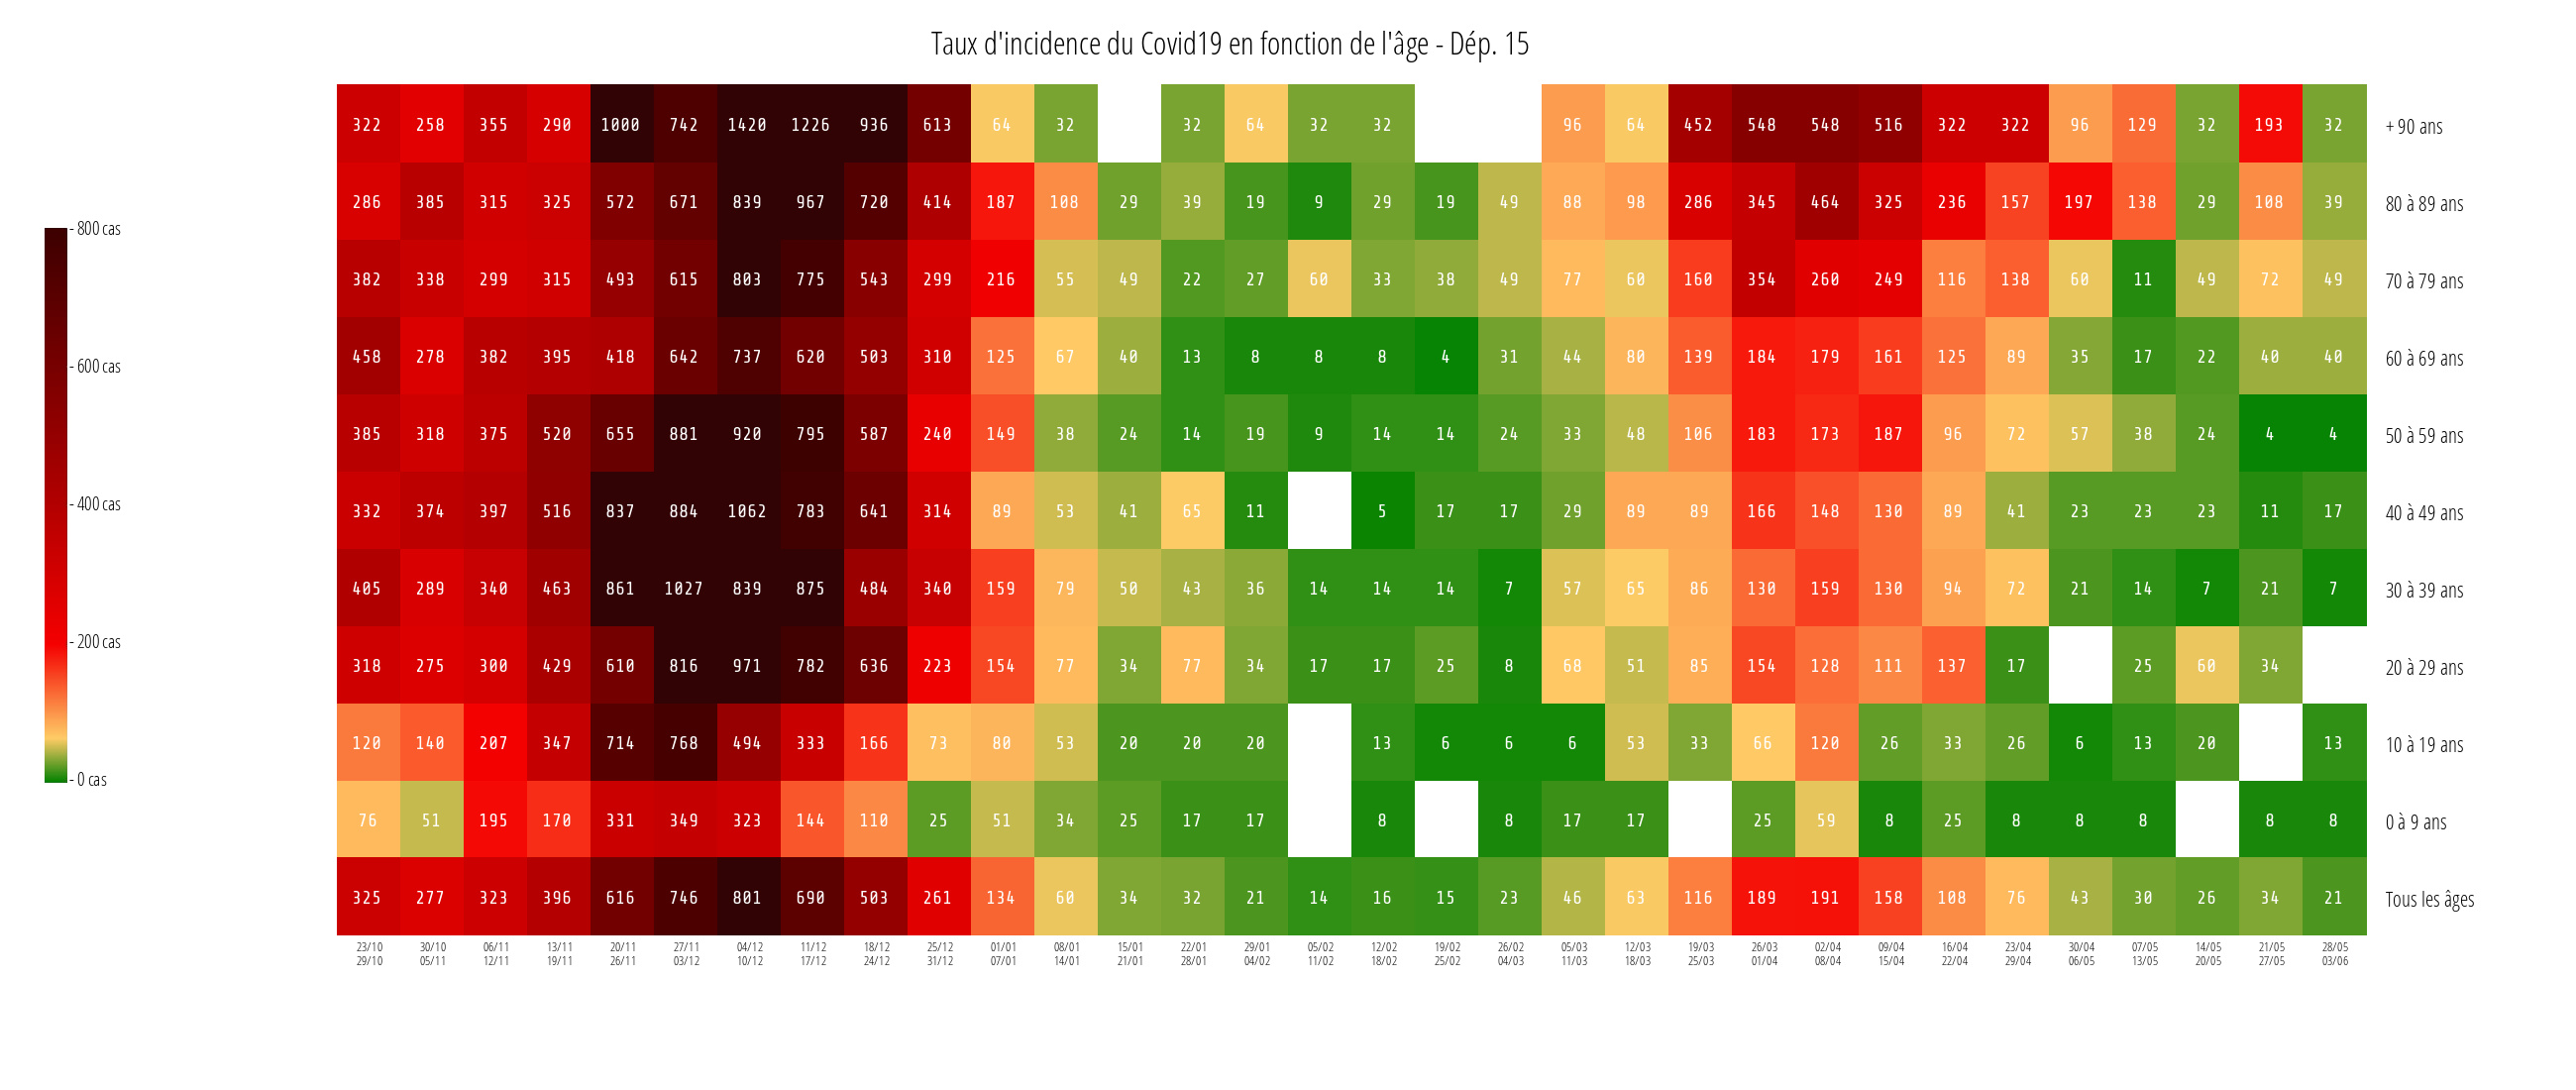 Taux d'incidence du Covid19 en fonction de l'âge - Dép. 15
322 258 355 290 1000 742 1420 1226 936 613 64 32 32 64 32 32 96 64 452 548 548 516 322 322 96 129 32 193 32 + 90 ans
286 385 315 325 572 671 839 967 720 414 187 108 29 39 19 9 29 19 49 88 98 286 345 464 325 236 157 197 138 29 108 39 80 à 89 ans
- 800 cas
382 338 299 315 493 615 803 775 543 299 216 55 49 22 27 60 33 38 49 77 60 160 354 260 249 116 138 60 11 49 72 49 70 à 79 ans
458 278 382 395 418 642 737 620 503 310 125 67 40 13 8 8 8 4 31 44 80 139 184 179 161 125 89 35 17 22 40 40 60 à 69 ans
- 600 cas
385 318 375 520 655 881 920 795 587 240 149 38 24 14 19 9 14 14 24 33 48 106 183 173 187 96 72 57 38 24 4 4 50 à 59 ans
- 400 cas
332 374 397 516 837 884 1062 783 641 314 89 53 41 65 11 5 17 17 29 89 89 166 148 130 89 41 23 23 23 11 17 40 à 49 ans
405 289 340 463 861 1027 839 875 484 340 159 79 50 43 36 14 14 14 7 57 65 86 130 159 130 94 72 21 14 7 21 7 30 à 39 ans
- 200 cas
318 275 300 429 610 816 971 782 636 223 154 77 34 77 34 17 17 25 8 68 51 85 154 128 111 137 17 25 60 34 20 à 29 ans
120 140 207 347 714 768 494 333 166 73 80 53 20 20 20 13 6 6 6 53 33 66 120 26 33 26 6 13 20 13 10 à 19 ans
- 0 cas
76 51 195 170 331 349 323 144 110 25 51 34 25 17 17 8 8 17 17 25 59 8 25 8 8 8 8 8 0 à 9 ans
325 277 323 396 616 746 801 690 503 261 134 60 34 32 21 14 16 15 23 46 63 116 189 191 158 108 76 43 30 26 34 21 Tous les âges
23/10 30/10 06/11 13/11 20/11 27/11 04/12 11/12 18/12 25/12 01/01 08/01 15/01 22/01 29/01 05/02 12/02 19/02 26/02 05/03 12/03 19/03 26/03 02/04 09/04 16/04 23/04 30/04 07/05 14/05 21/05 28/05
29/10 05/11 12/11 19/11 26/11 03/12 10/12 17/12 24/12 31/12 07/01 14/01 21/01 28/01 04/02 11/02 18/02 25/02 04/03 11/03 18/03 25/03 01/04 08/04 15/04 22/04 29/04 06/05 13/05 20/05 27/05 03/06